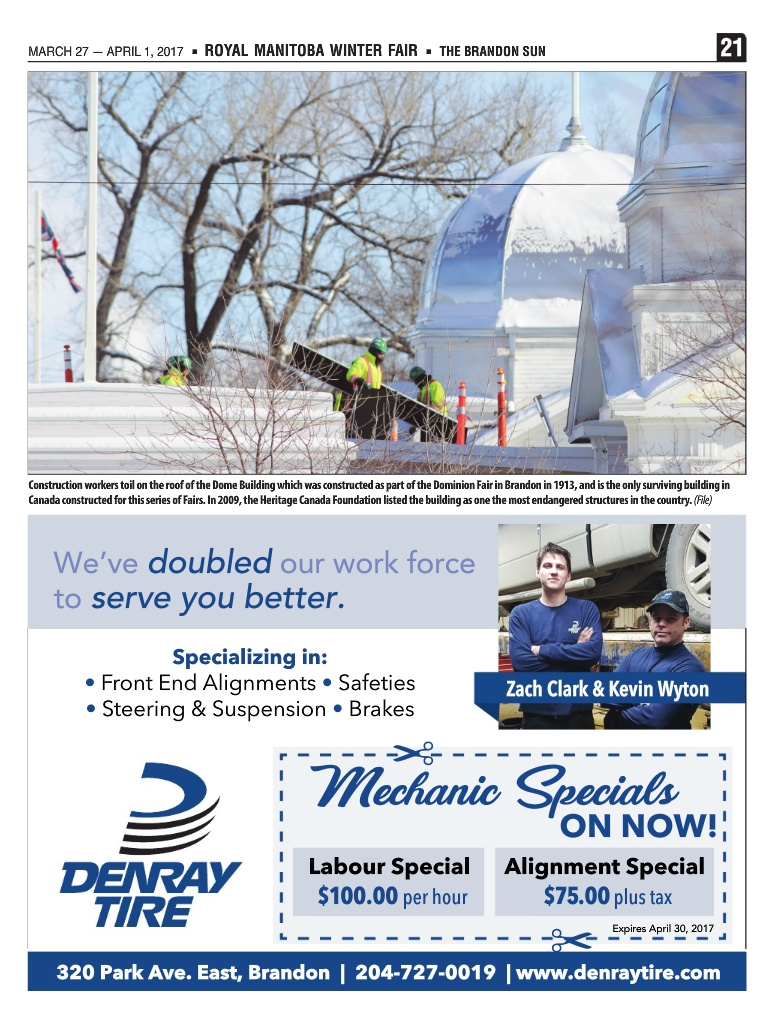 MARCH 27 — APRIL 1, 2017 ▪ ROYAL MANITOBA WINTER FAIR ▪ THE BRANDON SUN 21
Construction workers toil on the roof of the Dome Building which was constructed as part of the Dominion Fair in Brandon in 1913, and is the only surviving building in
Canada constructed for this series of Fairs. In 2009, the Heritage Canada Foundation listed the building as one the most endangered structures in the country. (File)
We've doubled our work force
to serve you better.
Specializing in:
• Front End Alignments • Safeties
• Steering & Suspension • Brakes
Zach Clark & Kevin Wyton
DENRAY
TIRE
Mechanic Specials
ON NOW!
Labour Special
$100.00 per hour
Alignment Special
$75.00 plus tax
Expires April 30, 2017
320 Park Ave. East, Brandon | 204-727-0019 | www.denraytire.com